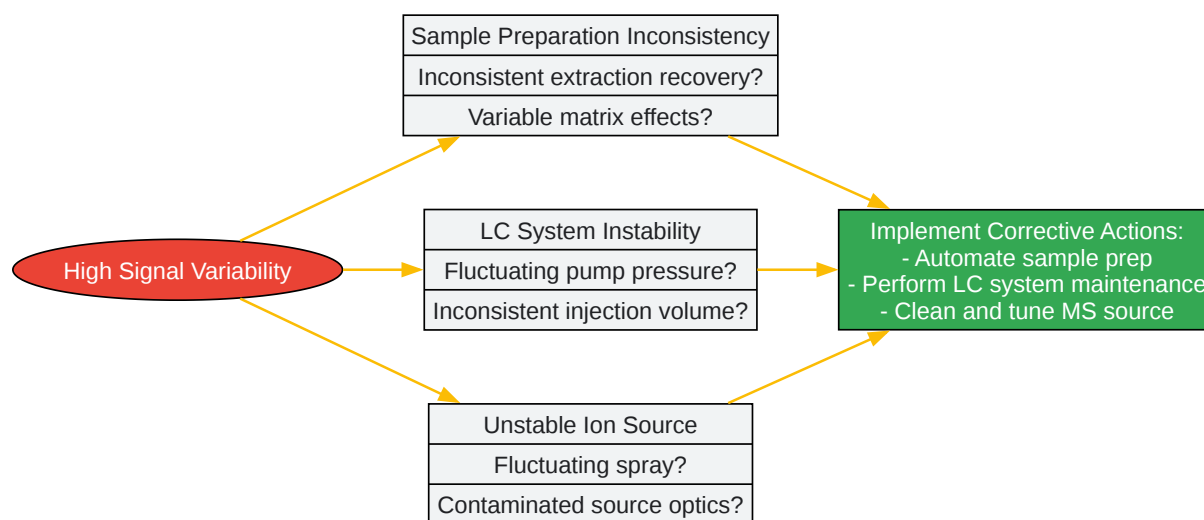 Sample Preparation Inconsistency
Inconsistent extraction recovery?
Variable matrix effects?
High Signal Variability
LC System Instability
Fluctuating pump pressure?
Inconsistent injection volume?
Unstable Ion Source
Fluctuating spray?
Contaminated source optics?
Implement Corrective Actions:
- Automate sample prep
- Perform LC system maintenance
- Clean and tune MS source